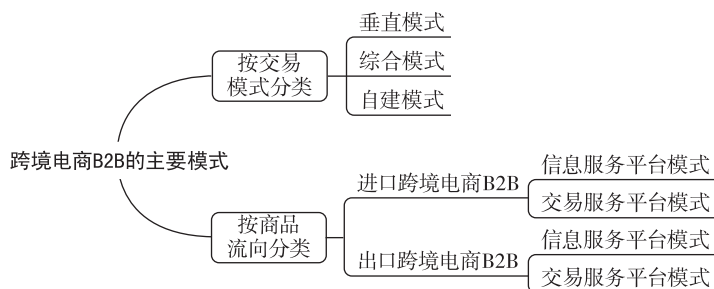 跨境电商B2B的主要模式
按交易
模式分类
垂直模式
综合模式
自建模式
按商品
流向分类
进口跨境电商B2B
信息服务平台模式
交易服务平台模式
出口跨境电商B2B
信息服务平台模式
交易服务平台模式